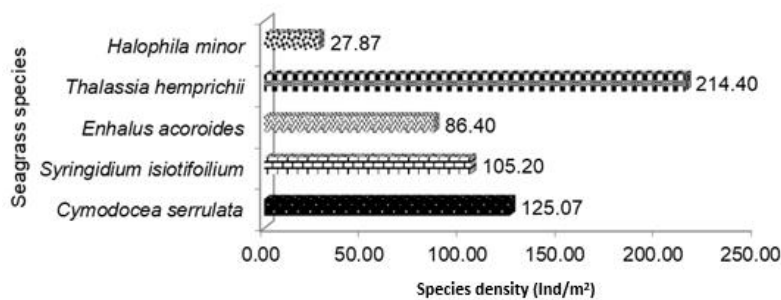 Seagrass species
Halophila minor 27.87
Thalassia hemprichii 214.40
Enhalus acoroides 86.40
Syringidium isiotifoilium 105.20
Cymodocea serrulata 125.07
0.00 50.00 100.00 150.00 200.00 250.00
Species density (Ind/m²)